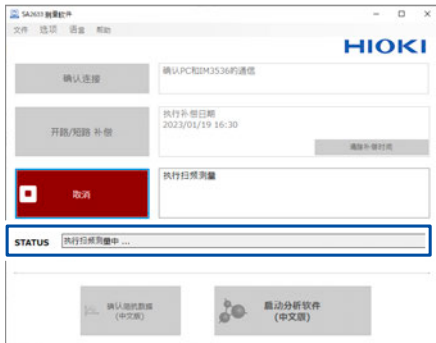 SA2633 测量软件
文件 选项 语言 帮助
HIOKI
确认连接
确认PC和IM3536的通信
开路/短路 补偿
执行补偿日期
2023/01/19 16:30
清除补偿时间
取消
执行扫频测量
STATUS 执行扫频测量中 ...
确认阻抗数据
(中文版)
启动分析软件
(中文版)